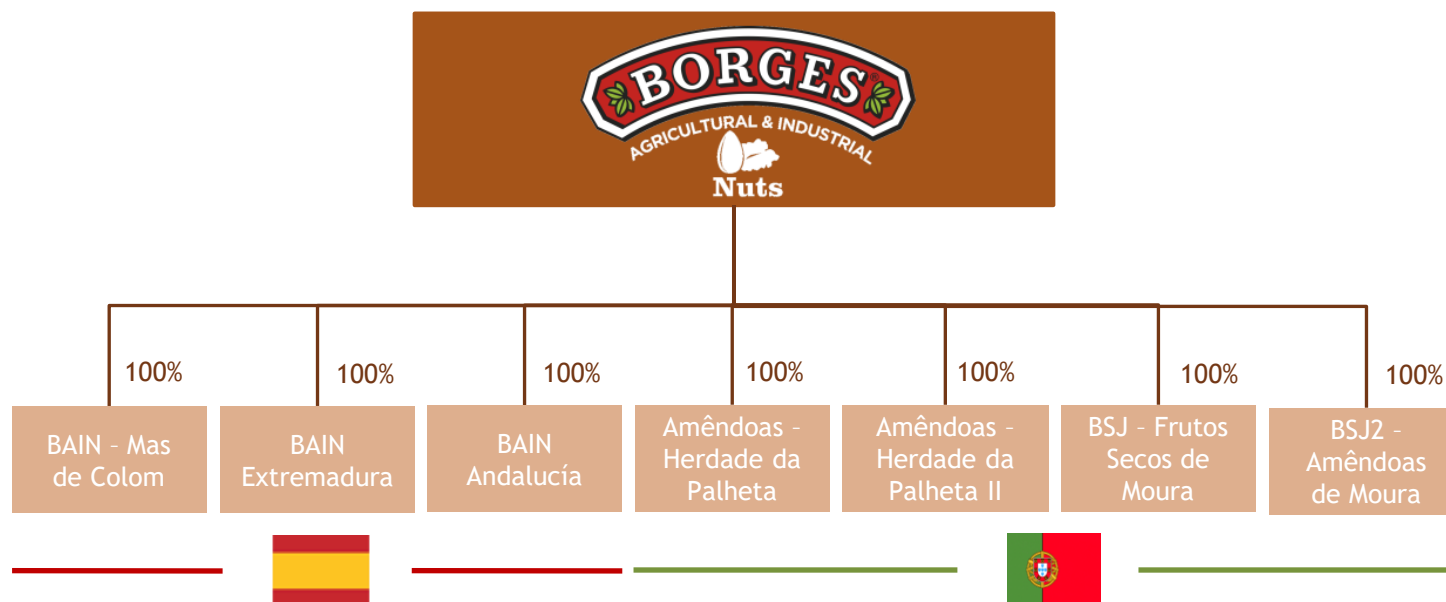 BORGES®
AGRICULTURAL & INDUSTRIAL
Nuts
100%
100%
100%
100%
100%
100%
100%
BAIN – Mas
de Colom
BAIN
Extremadura
BAIN
Andalucía
Amêndoas –
Herdade da
Palheta
Amêndoas –
Herdade da
Palheta II
BSJ – Frutos
Secos de
Moura
BSJ2 –
Amêndoas
de Moura